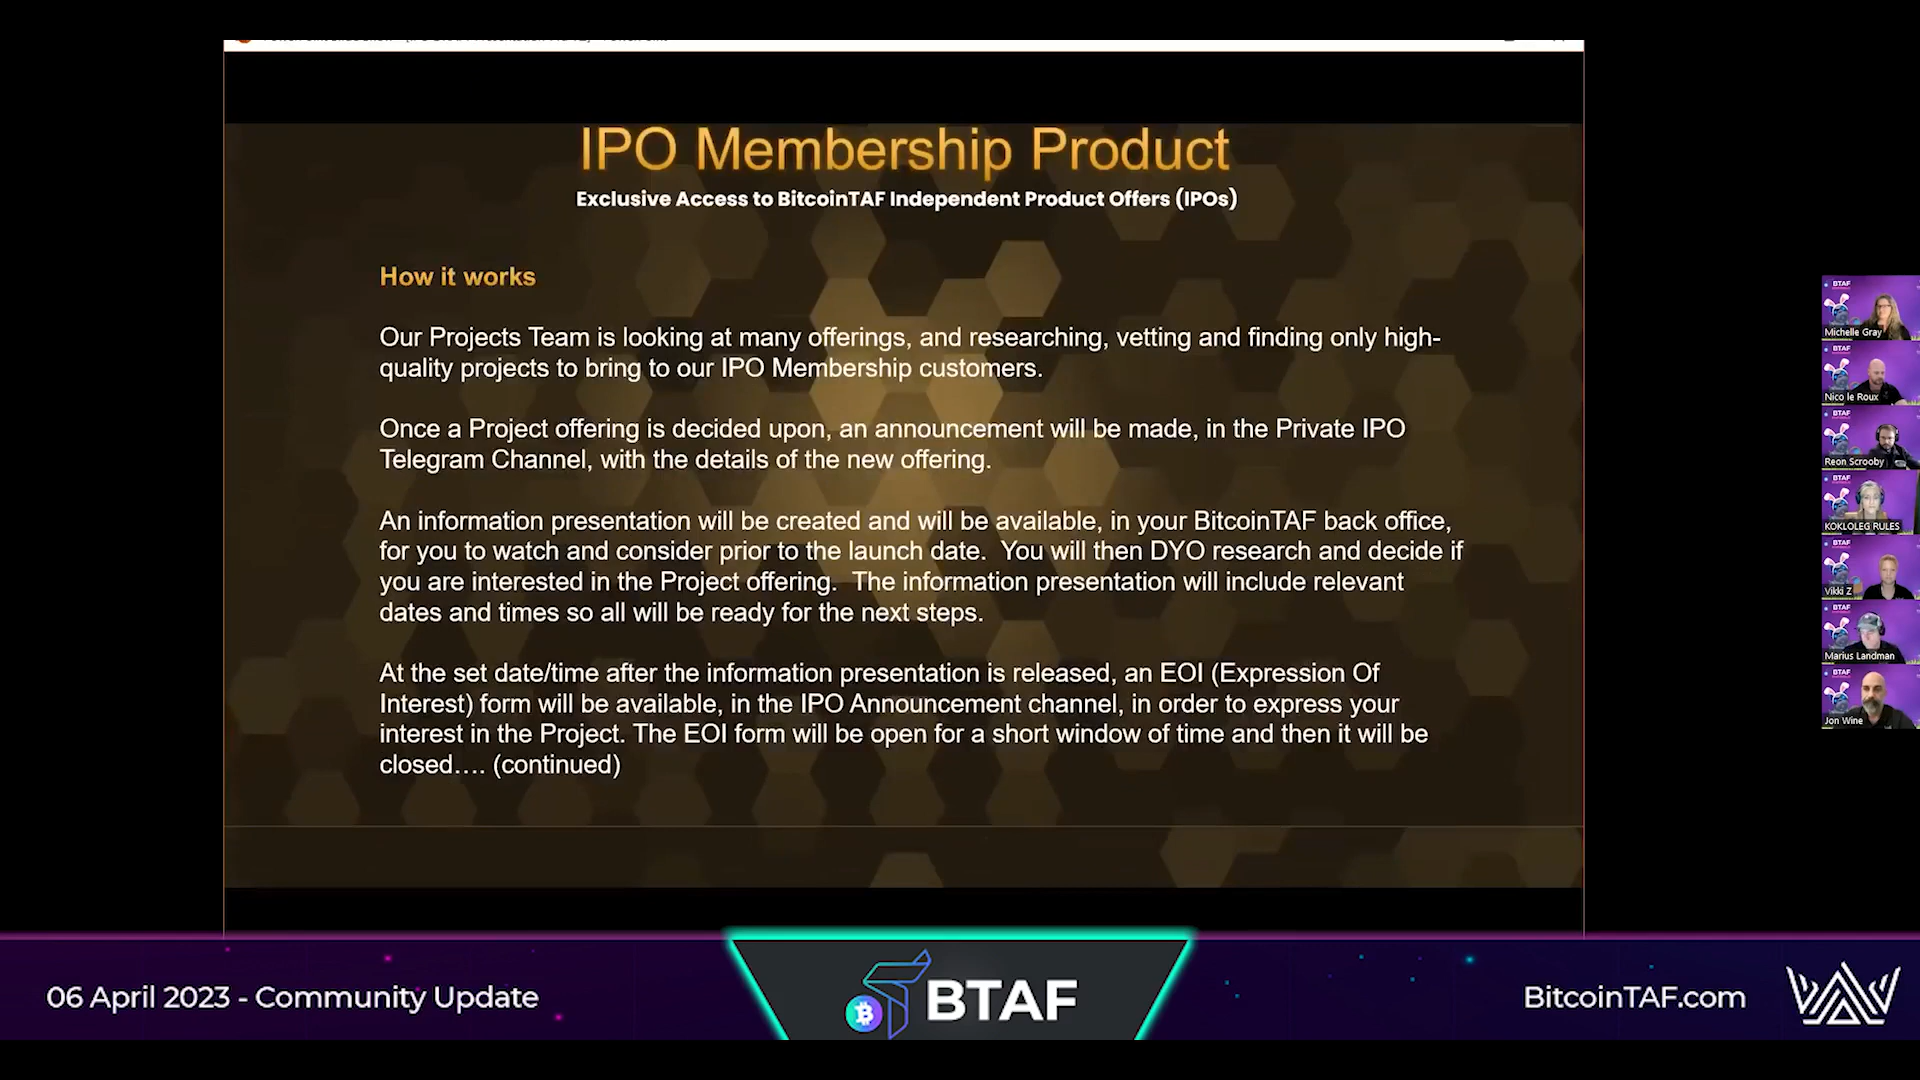 IPO Membership Product
Exclusive Access to BitcoinTAF Independent Product Offers (IPOs)
How it works
Our Projects Team is looking at many offerings, and researching, vetting and finding only high-
quality projects to bring to our IPO Membership customers.
Once a Project offering is decided upon, an announcement will be made, in the Private IPO
Telegram Channel, with the details of the new offering.
An information presentation will be created and will be available, in your BitcoinTAF back office,
for you to watch and consider prior to the launch date.  You will then DYO research and decide if
you are interested in the Project offering.  The information presentation will include relevant
dates and times so all will be ready for the next steps.
At the set date/time after the information presentation is released, an EOI (Expression Of
Interest) form will be available, in the IPO Announcement channel, in order to express your
interest in the Project. The EOI form will be open for a short window of time and then it will be
closed…. (continued)
BTAF
Michelle Gray
BTAF
Nico le Roux
BTAF
Reon Scrooby
BTAF
KOKLOLEG RULES
BTAF
Vikki Z
BTAF
Marius Landman
BTAF
Jon Wine
06 April 2023 - Community Update
BTAF
BitcoinTAF.com